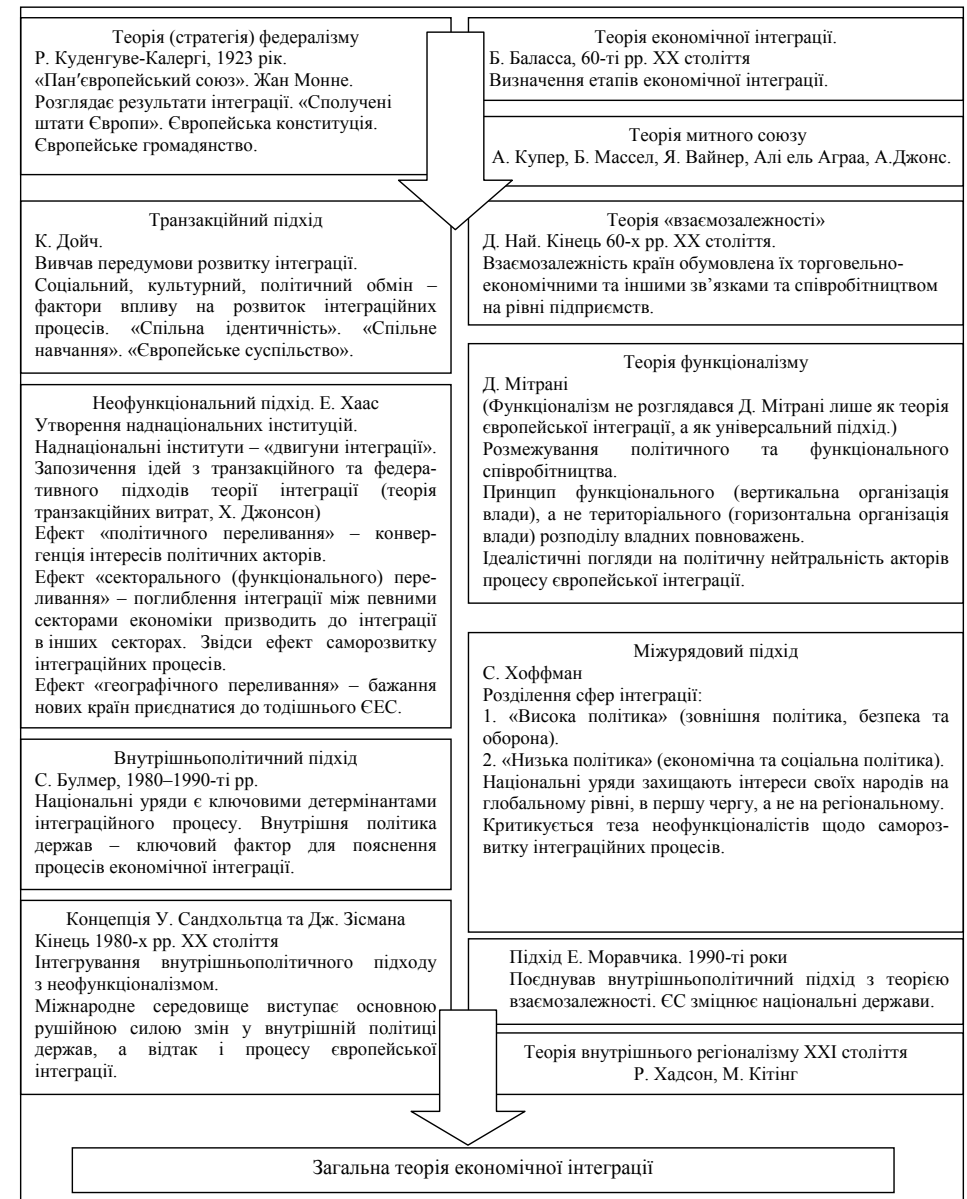 Теорія (стратегія) федералізму
Р. Куденгуве-Калергі, 1923 рік.
«Пан′європейський союз». Жан Монне.
Розглядає результати інтеграції. «Сполучені
штати Європи». Європейська конституція.
Європейське громадянство.
Теорія економічної інтеграції.
Б. Баласса, 60-ті рр. ХХ століття
Визначення етапів економічної інтеграції.
Теорія митного союзу
А. Купер, Б. Массел, Я. Вайнер, Алі ель Аграа, А.Джонс.
Транзакційний підхід
К. Дойч.
Вивчав передумови розвитку інтеграції.
Соціальний, культурний, політичний обмін –
фактори впливу на розвиток інтеграційних
процесів. «Спільна ідентичність». «Спільне
навчання». «Європейське суспільство».
Теорія «взаємозалежності»
Д. Най. Кінець 60-х рр. ХХ століття.
Взаємозалежність країн обумовлена їх торговельно-
економічними та іншими зв’язками та співробітництвом
на рівні підприємств.
Теорія функціоналізму
Д. Мітрані
(Функціоналізм не розглядався Д. Мітрані лише як теорія
європейської інтеграції, а як універсальний підхід.)
Розмежування політичного та функціонального
співробітництва.
Принцип функціонального (вертикальна організація
влади), а не територіального (горизонтальна організація
влади) розподілу владних повноважень.
Ідеалістичні погляди на політичну нейтральність акторів
процесу європейської інтеграції.
Неофункціональний підхід. Е. Хаас
Утворення наднаціональних інституцій.
Наднаціональні інститути – «двигуни інтеграції».
Запозичення ідей з транзакційного та федера-
тивного підходів теорії інтеграції (теорія
транзакційних витрат, Х. Джонсон)
Ефект «політичного переливання» – конвер-
генція інтересів політичних акторів.
Ефект «секторального (функціонального) пере-
ливання» – поглиблення інтеграції між певними
секторами економіки призводить до інтеграції
в інших секторах. Звідси ефект саморозвитку
інтеграційних процесів.
Ефект «географічного переливання» – бажання
нових країн приєднатися до тодішнього ЄЕС.
Міжурядовий підхід
С. Хоффман
Розділення сфер інтеграції:
1. «Висока політика» (зовнішня політика, безпека та
оборона).
2. «Низька політика» (економічна та соціальна політика).
Національні уряди захищають інтереси своїх народів на
глобальному рівні, в першу чергу, а не на регіональному.
Критикується теза неофункціоналістів щодо самороз-
витку інтеграційних процесів.
Внутрішньополітичний підхід
С. Булмер, 1980–1990-ті рр.
Національні уряди є ключовими детермінантами
інтеграційного процесу. Внутрішня політика
держав – ключовий фактор для пояснення
процесів економічної інтеграції.
Концепція У. Сандхольтца та Дж. Зісмана
Кінець 1980-х рр. ХХ століття
Інтегрування внутрішньополітичного підходу
з неофункціоналізмом.
Міжнародне середовище виступає основною
рушійною силою змін у внутрішній політиці
держав, а відтак і процесу європейської
інтеграції.
Підхід Е. Моравчика. 1990-ті роки
Поєднував внутрішньополітичний підхід з теорією
взаємозалежності. ЄС зміцнює національні держави.
Теорія внутрішнього регіоналізму ХХІ століття
Р. Хадсон, М. Кітінг
Загальна теорія економічної інтеграції